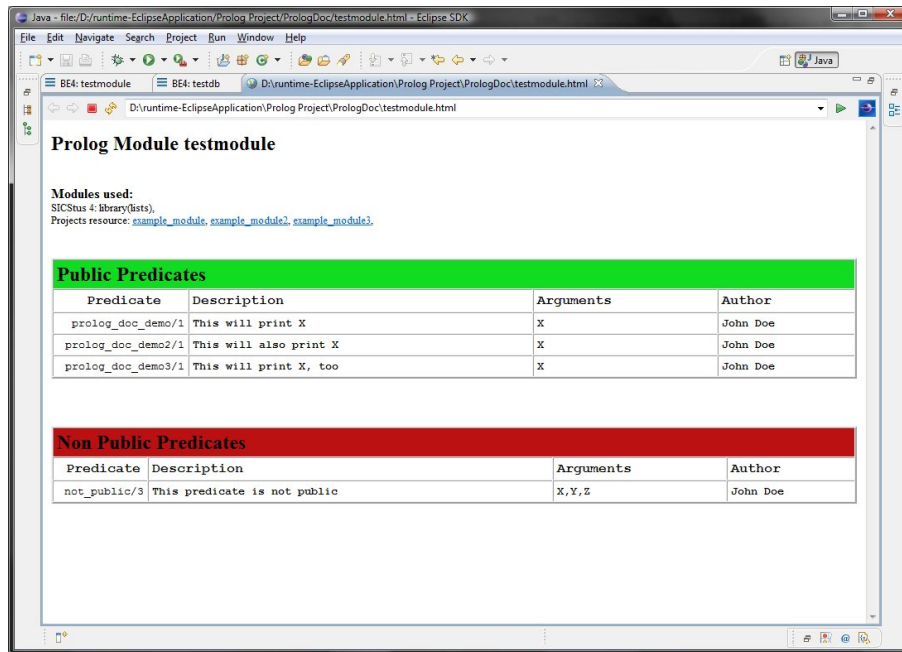 Java - file:/D:/runtime-EclipseApplication/Prolog Project/PrologDoc/testmodule.html - Eclipse SDK
File Edit Navigate Search Project Run Window Help
Java
BE4: testmodule BE4: testdb D:\runtime-EclipseApplication\Prolog Project\PrologDoc\testmodule.html
D:\runtime-EclipseApplication\Prolog Project\PrologDoc\testmodule.html
Prolog Module testmodule
Modules used:
SICStus 4: library(lists),
Projects resource: example_module, example_module2, example_module3,
Public Predicates
Predicate Description Arguments Author
prolog_doc_demo/1 This will print X X John Doe
prolog_doc_demo2/1 This will also print X X John Doe
prolog_doc_demo3/1 This will print X, too X John Doe
Non Public Predicates
Predicate Description Arguments Author
not_public/3 This predicate is not public X,Y,Z John Doe